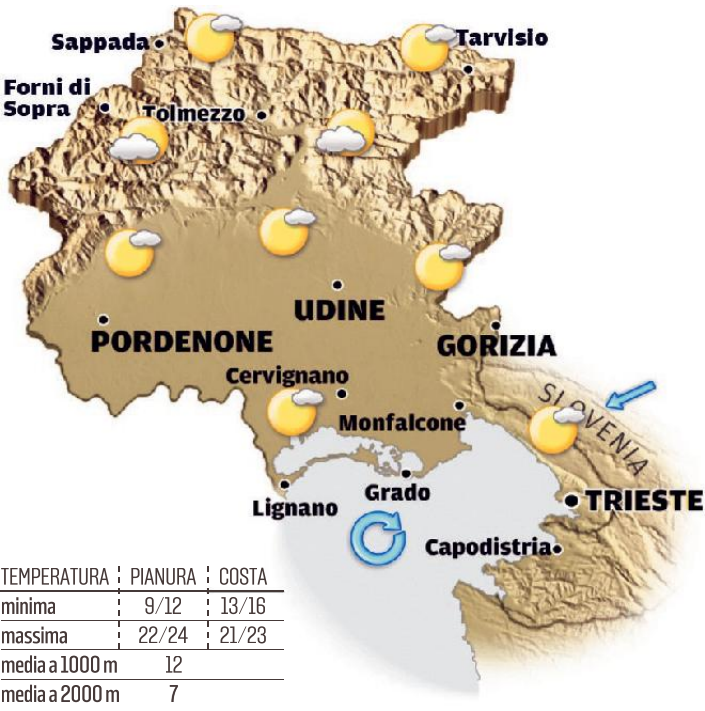 Sappada
Tarvisio
Forni di
Sopra
Tolmezzo
UDINE
PORDENONE
GORIZIA
Cervignano
SLOVENIA
Monfalcone
Grado
Lignano
TRIESTE
Capodistria
TEMPERATURA PIANURA COSTA
minima 9/12 13/16
massima 22/24 21/23
media a 1000 m 12
media a 2000 m 7